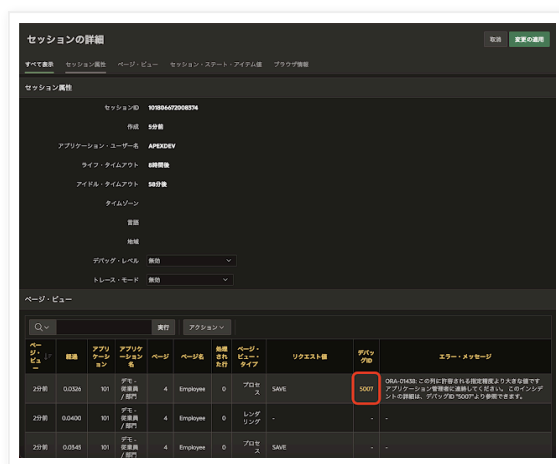 セッションの詳細
取消
変更の適用
すべて表示 セッション属性 ページ・ビュー セッション・ステート・アイテム値 ブラウザ情報
セッション属性
セッションID 101806672008374
作成 5分前
アプリケーション・ユーザー名 APEXDEV
ライフ・タイムアウト 8時間後
アイドル・タイムアウト 58分後
タイムゾーン
言語
地域
デバッグ・レベル 無効
トレース・モード 無効
ページ・ビュー
実行 アクション
ページ・ビュー 経過 アプリケーション アプリケーション名 ページ ページ名 処理された行 ページ・ビュー・タイプ リクエスト値 デバッグID エラー・メッセージ
2分前 0.0326 101 デモ - 従業員 / 部門 4 Employee 0 プロセス SAVE 5007 ORA-01438: この列に許容される指定精度より大きな値です アプリケーション管理者に連絡してください。 このインシデントの詳細は、デバッグID "5007"より参照できます。
2分前 0.0400 101 デモ - 従業員 / 部門 4 Employee 0 レンダリング - - -
2分前 0.0345 101 デモ - 従業員 / 部門 4 Employee 0 プロセス SAVE - -